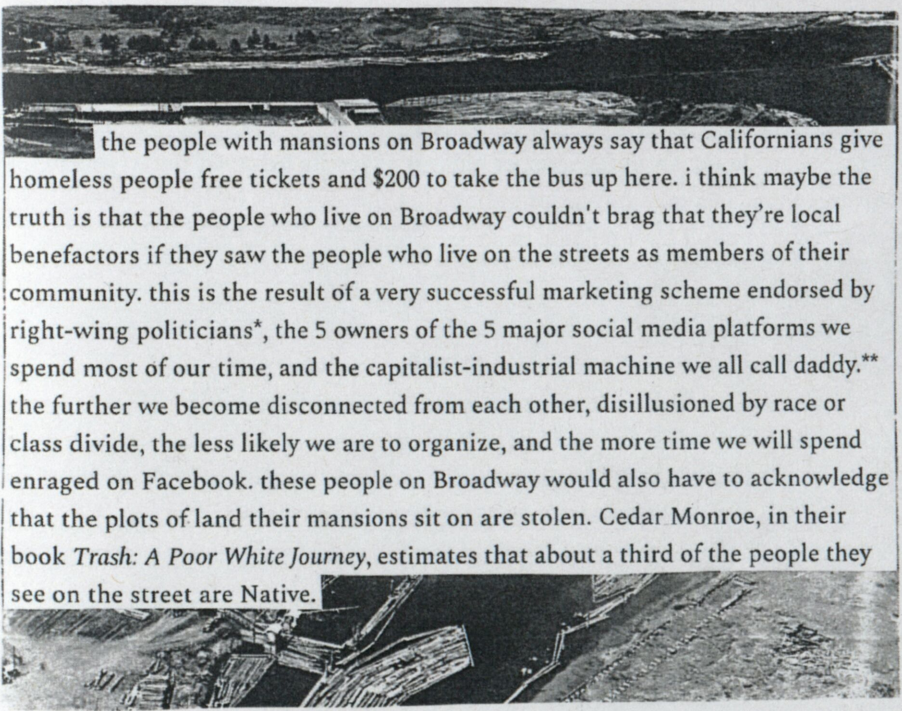 the people with mansions on Broadway always say that Californians give
homeless people free tickets and $200 to take the bus up here. i think maybe the
truth is that the people who live on Broadway couldn't brag that they're local
benefactors if they saw the people who live on the streets as members of their
community. this is the result of a very successful marketing scheme endorsed by
right-wing politicians*, the 5 owners of the 5 major social media platforms we
spend most of our time, and the capitalist-industrial machine we all call daddy.**
the further we become disconnected from each other, disillusioned by race or
class divide, the less likely we are to organize, and the more time we will spend
enraged on Facebook. these people on Broadway would also have to acknowledge
that the plots of land their mansions sit on are stolen. Cedar Monroe, in their
book Trash: A Poor White Journey, estimates that about a third of the people they
see on the street are Native.